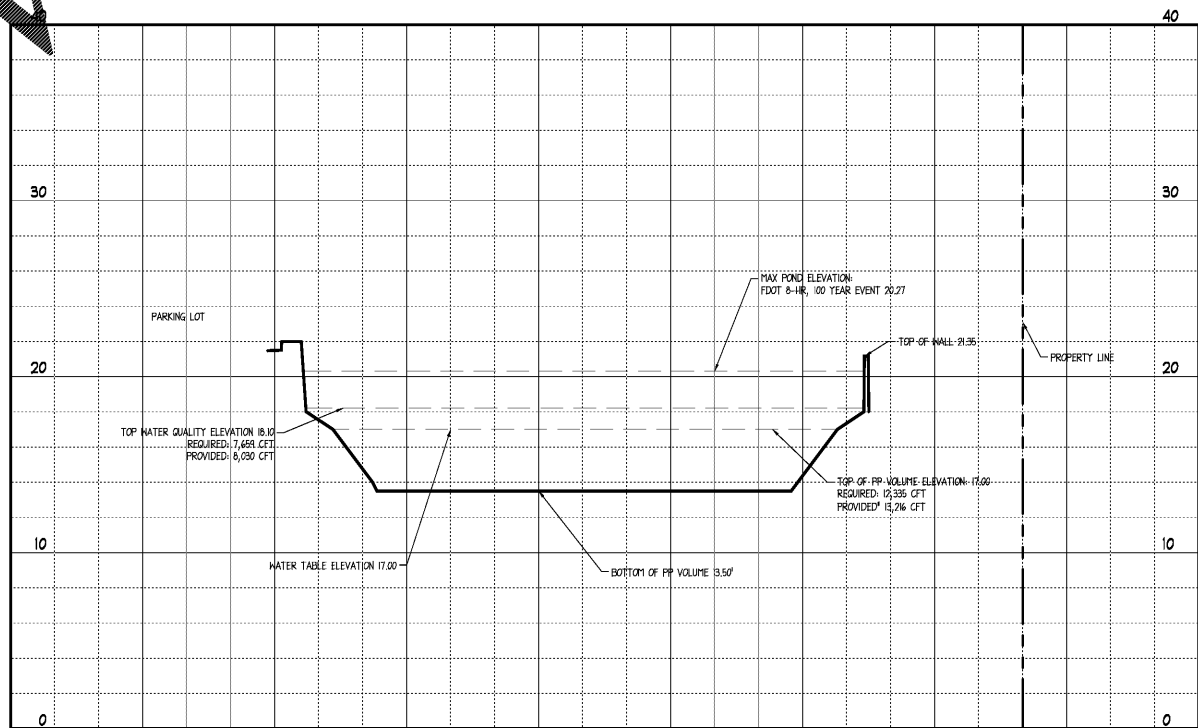 40 40
30 30
MAX POND ELEVATION:
FDOT 8-HR, 100 YEAR EVENT 20.27
PARKING LOT
TOP OF WALL 21.35
PROPERTY LINE
20 20
TOP WATER QUALITY ELEVATION 18.10
REQUIRED: 7,659 CFT
PROVIDED: 8,030 CFT
TOP OF PP VOLUME ELEVATION: 17.00
REQUIRED: 12,335 CFT
PROVIDED* 13,216 CFT
10 10
WATER TABLE ELEVATION 17.00
BOTTOM OF PP VOLUME 13.50'
0 0